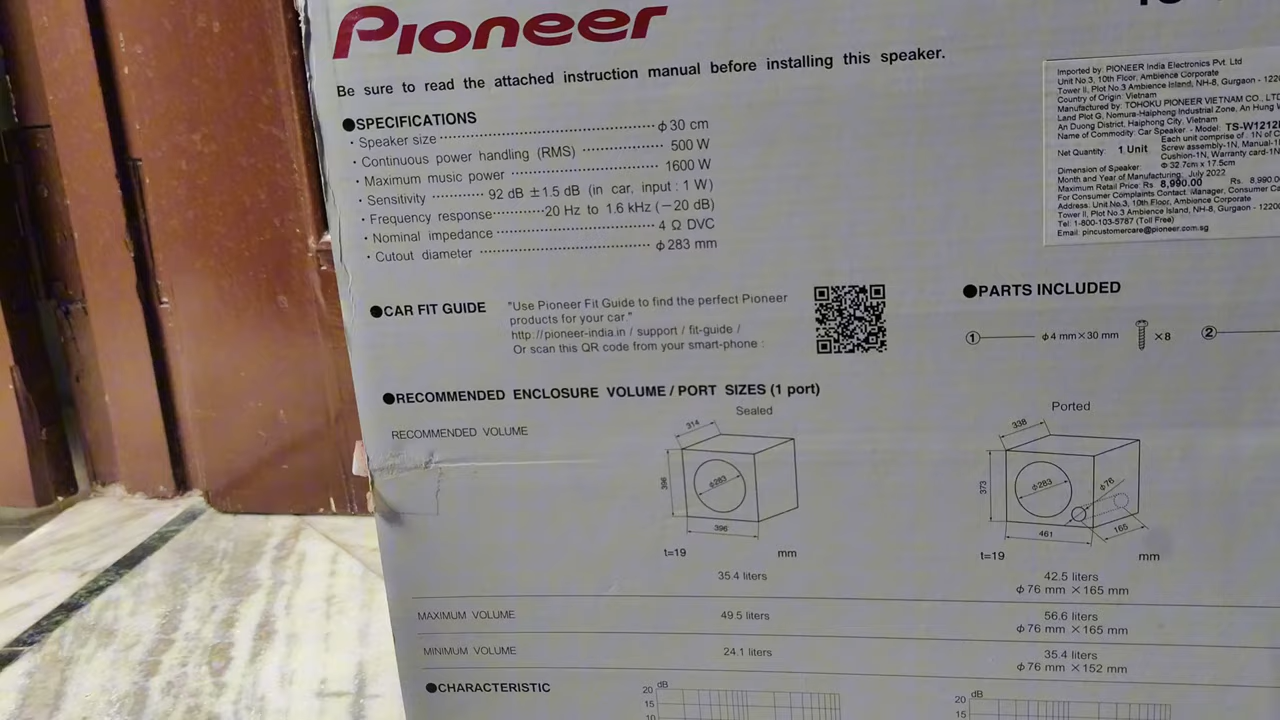 Pioneer
Be sure to read the attached instruction manual before installing this speaker.
●SPECIFICATIONS
・Speaker size ⋯⋯⋯ φ30 cm
・Continuous power handling (RMS) ⋯⋯⋯ 500 W
・Maximum music power ⋯⋯⋯ 1600 W
・Sensitivity ⋯⋯⋯ 92 dB ±1.5 dB (in car, input : 1 W)
・Frequency response⋯⋯⋯20 Hz to 1.6 kHz (−20 dB)
・Nominal impedance ⋯⋯⋯ 4 Ω DVC
・Cutout diameter ⋯⋯⋯ φ283 mm
Imported by: PIONEER India Electronics Pvt. Ltd
Unit No.3, 10th Floor, Ambience Corporate
Tower II, Plot No.3 Ambience Island, NH-8, Gurgaon - 1220
Country of Origin: Vietnam
Manufactured by: TOHOKU PIONEER VIETNAM CO., LTD
Land Plot G, Nomura-Haiphong Industrial Zone, An Hung
An Duong District, Haiphong City, Vietnam
Name of Commodity: Car Speaker. - Model: TS-W1212
Each unit comprise of : 1N of
Net Quantity: 1 Unit Screw assembly-1N, Manual-1
Cushion-1N, Warranty card-1N
Dimension of Speaker: Φ 32.7cm x 17.5cm
Month and Year of Manufacturing: July 2022
Maximum Retail Price: Rs. 8,990.00 Rs. 8,990.0
For Consumer Complaints Contact: Manager, Consumer
Address: Unit No.3, 10th Floor, Ambience Corporate
Tower II, Plot No.3 Ambience Island, NH-8, Gurgaon - 1220
Tel: 1-800-103-5787 (Toll Free)
Email: pincustomercare@pioneer.com.sg
●CAR FIT GUIDE
"Use Pioneer Fit Guide to find the perfect Pioneer
products for your car."
http://pioneer-india.in / support / fit-guide /
Or scan this QR code from your smart-phone :
●PARTS INCLUDED
① φ4 mm×30 mm ×8 ②
●RECOMMENDED ENCLOSURE VOLUME / PORT SIZES (1 port)
Sealed Ported
RECOMMENDED VOLUME
314
396
φ283
396
t=19 mm
35.4 liters
338
373
φ283
φ76
461
165
t=19 mm
42.5 liters
φ76 mm ×165 mm
MAXIMUM VOLUME 49.5 liters 56.6 liters
φ76 mm ×165 mm
MINIMUM VOLUME 24.1 liters 35.4 liters
φ76 mm ×152 mm
●CHARACTERISTIC
20 dB
15
10
20 dB
15